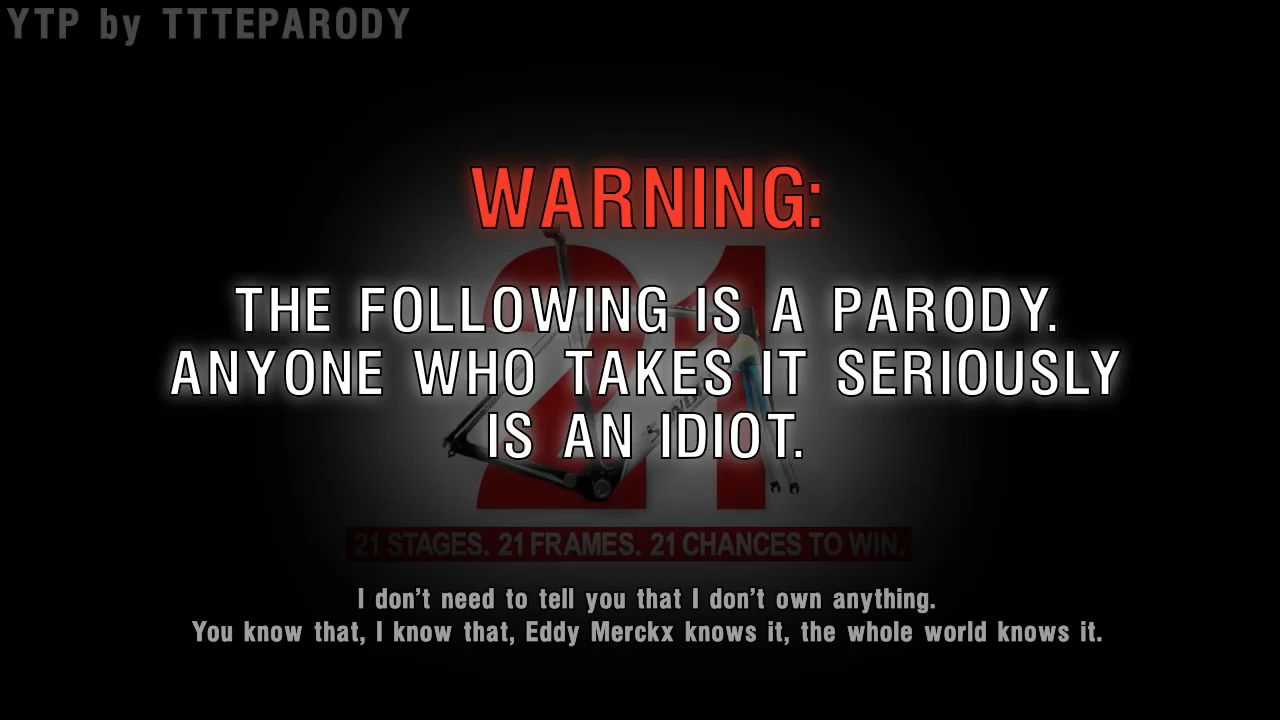 YTP by TTTEPARODY
WARNING:
21
THE FOLLOWING IS A PARODY.
ANYONE WHO TAKES IT SERIOUSLY
IS AN IDIOT.
21 STAGES. 21 FRAMES. 21 CHANCES TO WIN.
I don't need to tell you that I don't own anything.
You know that, I know that, Eddy Merckx knows it, the whole world knows it.